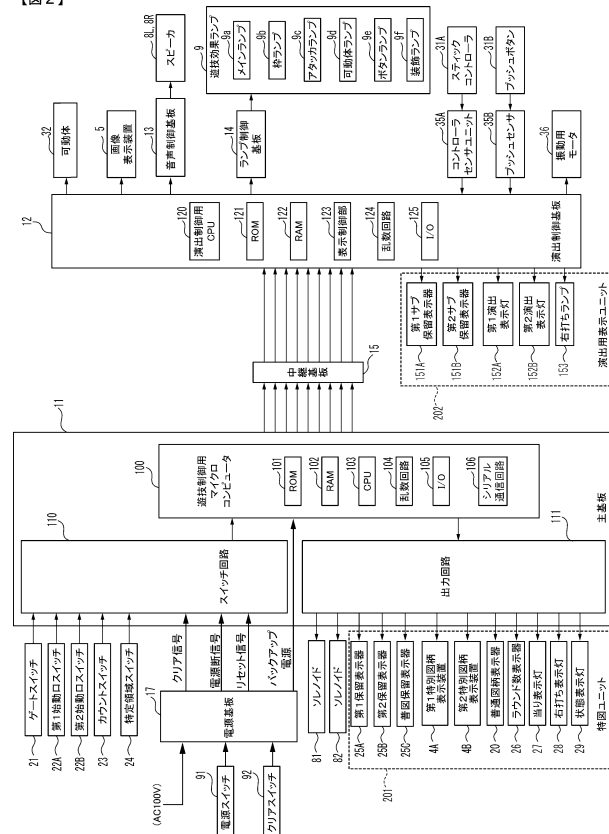 【図２】
(AC100V)
91
電源スイッチ
92
クリアスイッチ
17
電源基板
クリア信号
電源断信号
リセット信号
バックアップ
電源
21
ゲートスイッチ
22A
第１始動口スイッチ
22B
第２始動口スイッチ
23
カウントスイッチ
24
特定領域スイッチ
81
ソレノイド
82
ソレノイド
201
特図ユニット
25A
第１保留表示器
25B
第２保留表示器
25C
普図保留表示器
4A
第１特別図柄
表示装置
4B
第２特別図柄
表示装置
20
普通図柄表示器
26
ラウンド数表示器
27
当り表示灯
28
右打ち表示灯
29
状態表示灯
11
主基板
110
スイッチ回路
111
出力回路
100
遊技制御用
マイクロ
コンピュータ
101
ROM
102
RAM
103
CPU
104
乱数回路
105
I/O
106
シリアル
通信回路
15
中継基板
12
演出制御基板
120
演出制御用
CPU
121
ROM
122
RAM
123
表示制御部
124
乱数回路
125
I/O
202
演出用表示ユニット
151A
第１サブ
保留表示器
151B
第２サブ
保留表示器
152A
第１演出
表示灯
152B
第２演出
表示灯
153
右打ちランプ
32
可動体
5
画像
表示装置
13
音声制御基板
8L, 8R
スピーカ
14
ランプ制御
基板
9
遊技効果ランプ
9a
メインランプ
9b
枠ランプ
9c
アタッカランプ
9d
可動体ランプ
9e
ボタンランプ
9f
装飾ランプ
31A
スティック
コントローラ
35A
コントローラ
センサユニット
31B
プッシュボタン
35B
プッシュセンサ
36
振動用
モータ